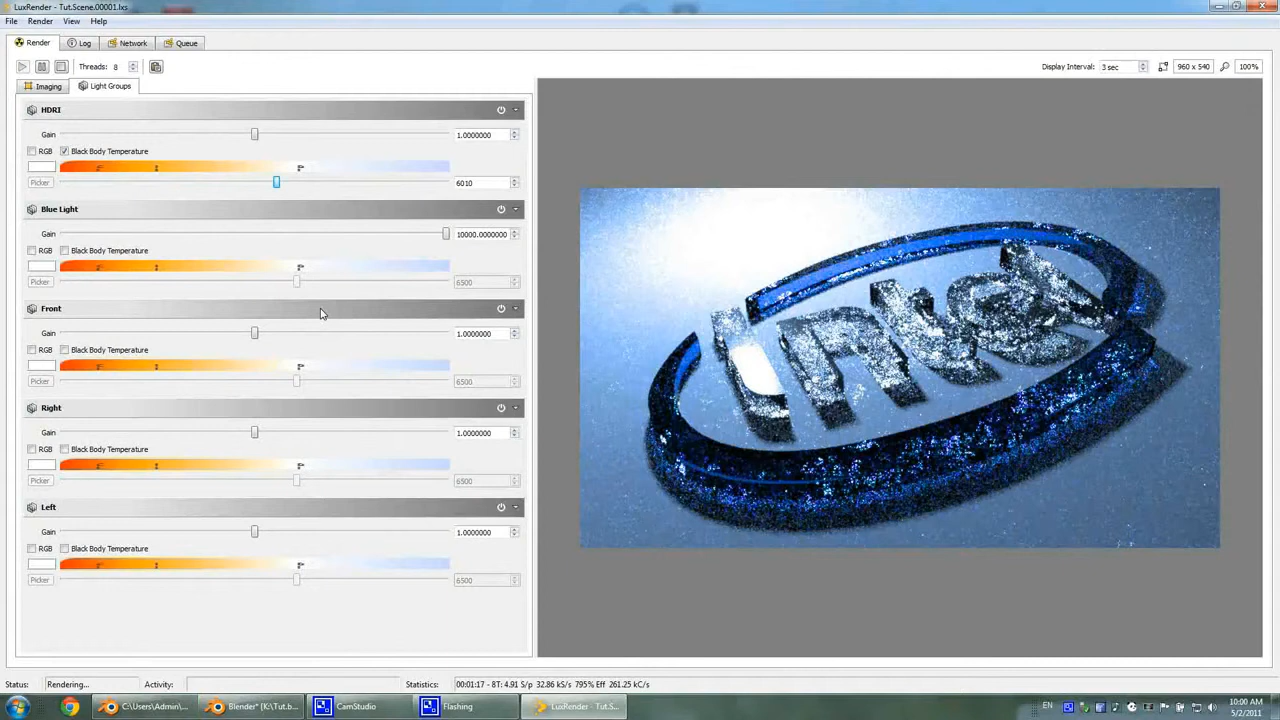 LuxRender - Tut.Scene.00001.lxs
File Render View Help
Render Log Network Queue
Threads: 8 Display Interval: 3 sec 960 x 540 100%
Imaging Light Groups
HDRI
Gain 1.0000000
RGB Black Body Temperature
Picker 6010
Blue Light
Gain 10000.0000000
RGB Black Body Temperature
Picker 6500
Front
Gain 1.0000000
RGB Black Body Temperature
Picker 6500
Right
Gain 1.0000000
RGB Black Body Temperature
Picker 6500
Left
Gain 1.0000000
RGB Black Body Temperature
Picker 6500
intel
Status: Rendering... Activity: Statistics: 00:01:17 - 8T: 4.91 S/p 32.86 kS/s 795% Eff 261.25 kC/s
C:\Users\Admin\... Blender* [K:\Tut.b... CamStudio Flashing LuxRender - Tut.S... EN 10:00 AM
5/2/2011